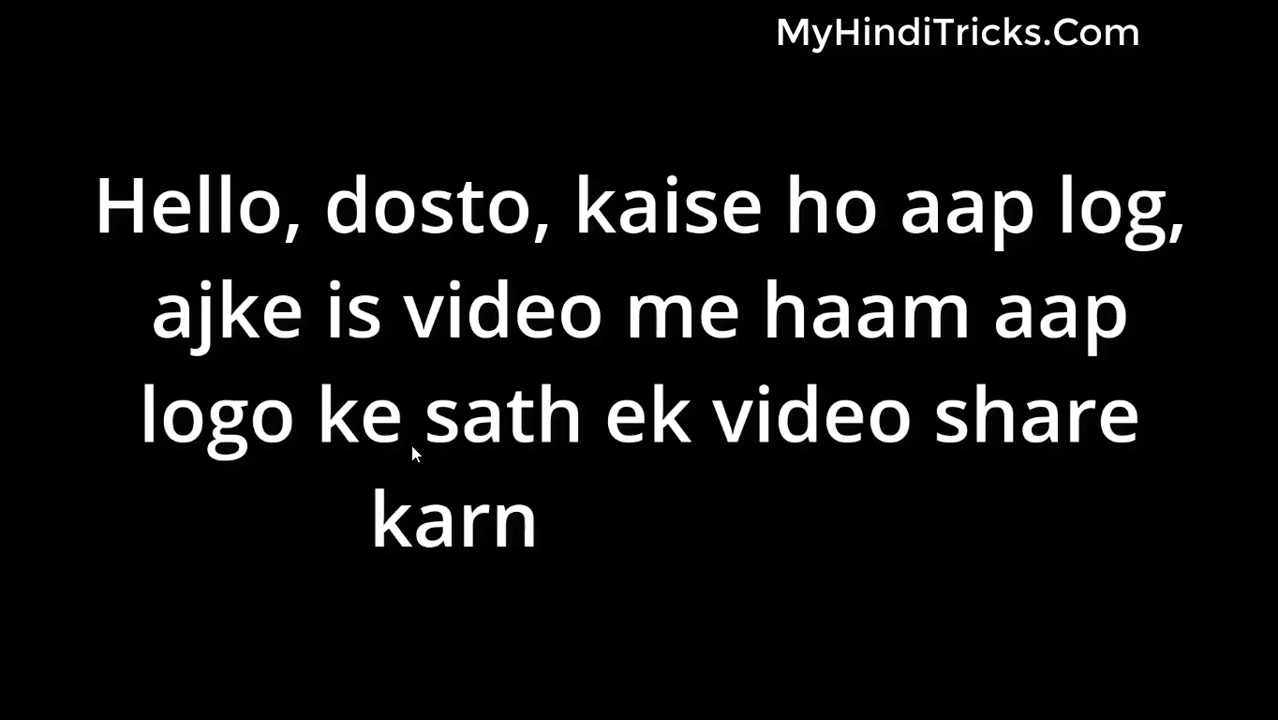 MyHindiTricks.Com
Hello, dosto, kaise ho aap log,
ajke is video me haam aap
logo ke sath ek video share
karn